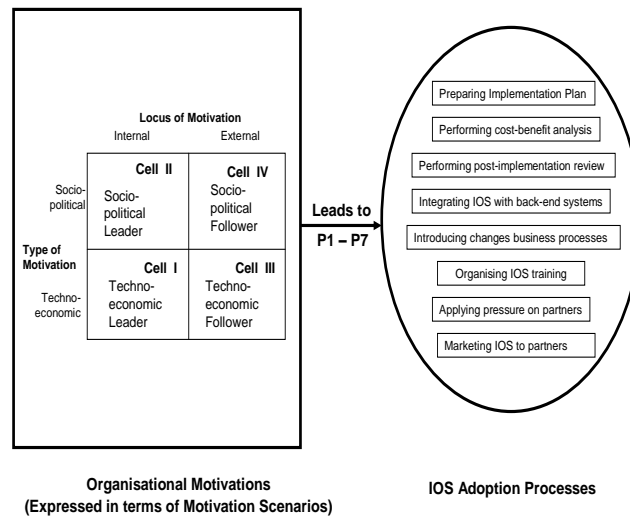 Locus of Motivation
Internal External
Socio-
political
Type of
Motivation
Techno-
economic
Cell II
Socio-
political
Leader
Cell IV
Socio-
political
Follower
Cell I
Techno-
economic
Leader
Cell III
Techno-
economic
Follower
Leads to
P1 – P7
Preparing Implementation Plan
Performing cost-benefit analysis
Performing post-implementation review
Integrating IOS with back-end systems
Introducing changes business processes
Organising IOS training
Applying pressure on partners
Marketing IOS to partners
Organisational Motivations
(Expressed in terms of Motivation Scenarios)
IOS Adoption Processes